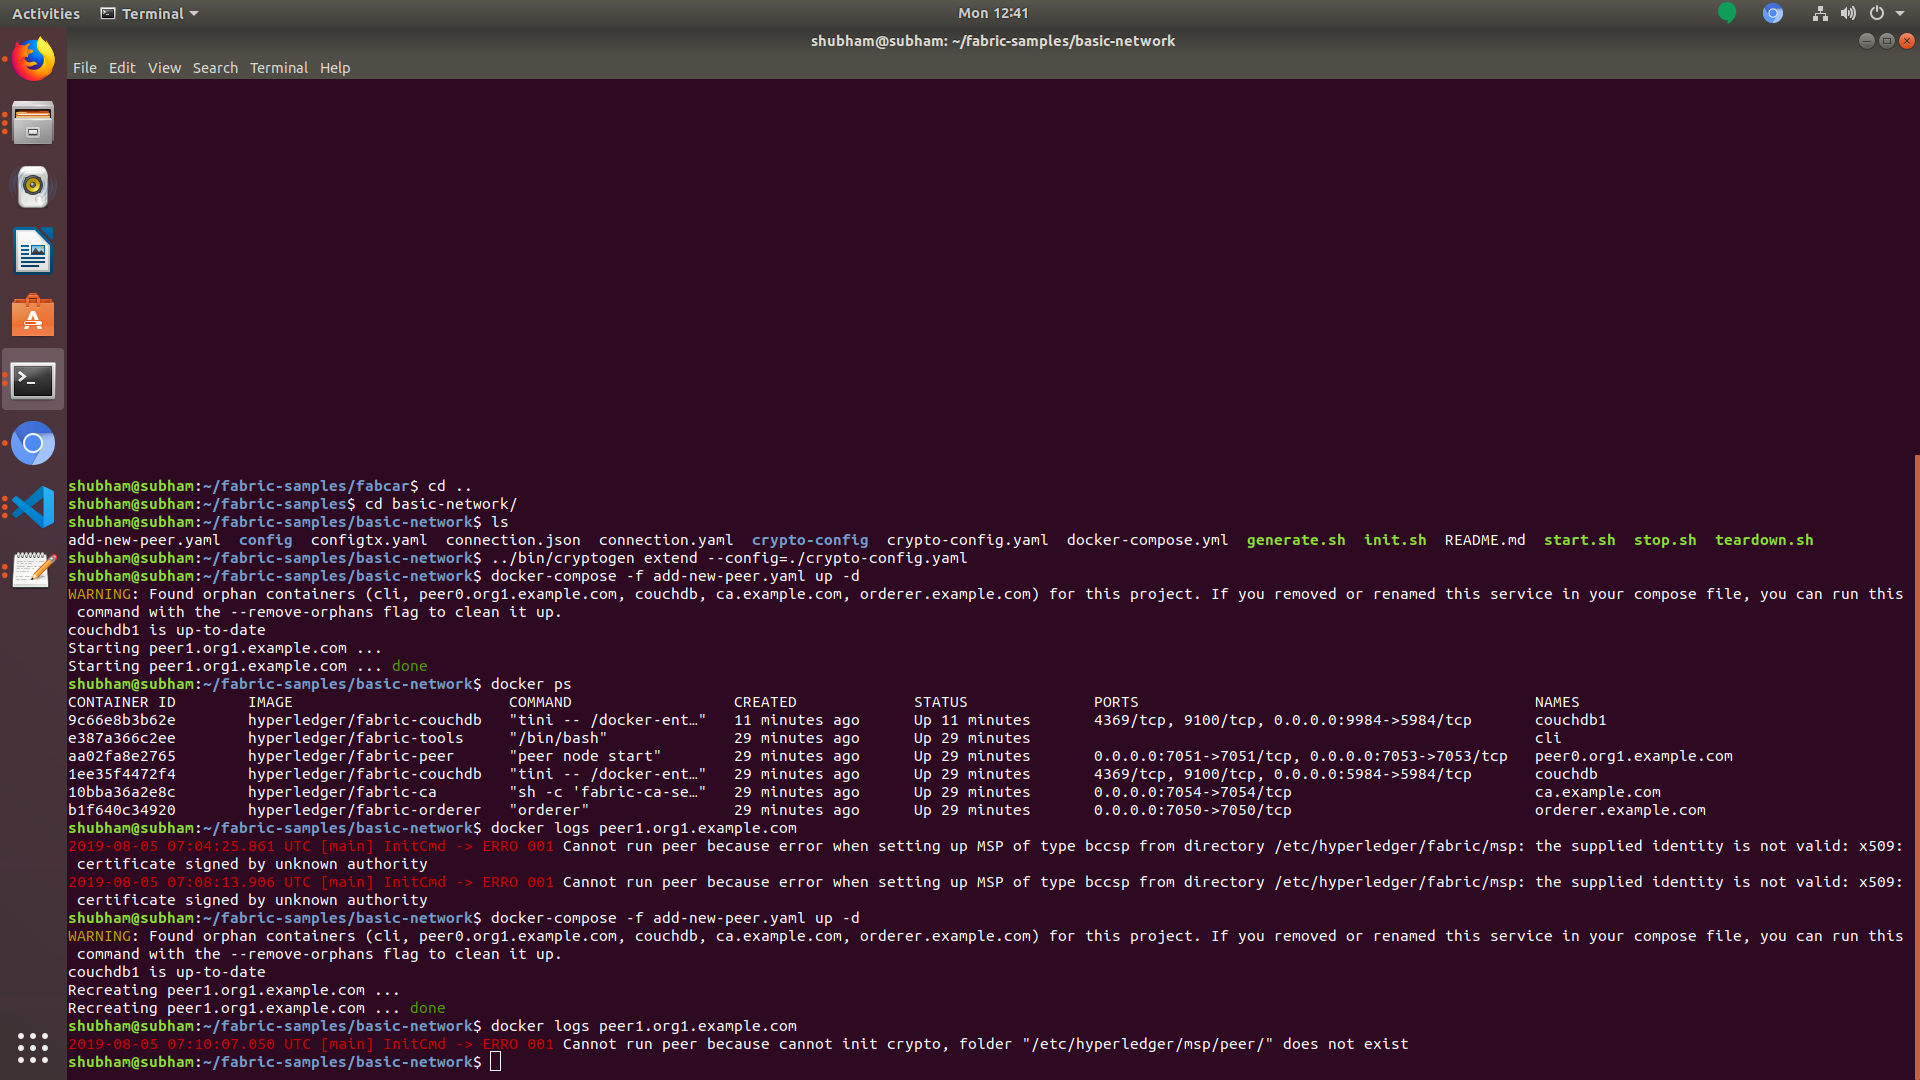 Activities Terminal Mon 12:41
shubham@subham: ~/fabric-samples/basic-network
File Edit View Search Terminal Help
shubham@subham:~/fabric-samples/fabcar$ cd ..
shubham@subham:~/fabric-samples$ cd basic-network/
shubham@subham:~/fabric-samples/basic-network$ ls
add-new-peer.yaml config configtx.yaml connection.json connection.yaml crypto-config crypto-config.yaml docker-compose.yml generate.sh init.sh README.md start.sh stop.sh teardown.sh
shubham@subham:~/fabric-samples/basic-network$ ../bin/cryptogen extend --config=./crypto-config.yaml
shubham@subham:~/fabric-samples/basic-network$ docker-compose -f add-new-peer.yaml up -d
WARNING: Found orphan containers (cli, peer0.org1.example.com, couchdb, ca.example.com, orderer.example.com) for this project. If you removed or renamed this service in your compose file, you can run this
command with the --remove-orphans flag to clean it up.
couchdb1 is up-to-date
Starting peer1.org1.example.com ...
Starting peer1.org1.example.com ... done
shubham@subham:~/fabric-samples/basic-network$ docker ps
CONTAINER ID IMAGE COMMAND CREATED STATUS PORTS NAMES
9c66e8b3b62e hyperledger/fabric-couchdb "tini -- /docker-ent…" 11 minutes ago Up 11 minutes 4369/tcp, 9100/tcp, 0.0.0.0:9984->5984/tcp couchdb1
e387a366c2ee hyperledger/fabric-tools "/bin/bash" 29 minutes ago Up 29 minutes cli
aa02fa8e2765 hyperledger/fabric-peer "peer node start" 29 minutes ago Up 29 minutes 0.0.0.0:7051->7051/tcp, 0.0.0.0:7053->7053/tcp peer0.org1.example.com
1ee35f4472f4 hyperledger/fabric-couchdb "tini -- /docker-ent…" 29 minutes ago Up 29 minutes 4369/tcp, 9100/tcp, 0.0.0.0:5984->5984/tcp couchdb
10bba36a2e8c hyperledger/fabric-ca "sh -c 'fabric-ca-se…" 29 minutes ago Up 29 minutes 0.0.0.0:7054->7054/tcp ca.example.com
b1f640c34920 hyperledger/fabric-orderer "orderer" 29 minutes ago Up 29 minutes 0.0.0.0:7050->7050/tcp orderer.example.com
shubham@subham:~/fabric-samples/basic-network$ docker logs peer1.org1.example.com
2019-08-05 07:04:25.861 UTC [main] InitCmd -> ERRO 001 Cannot run peer because error when setting up MSP of type bccsp from directory /etc/hyperledger/fabric/msp: the supplied identity is not valid: x509:
certificate signed by unknown authority
2019-08-05 07:08:13.906 UTC [main] InitCmd -> ERRO 001 Cannot run peer because error when setting up MSP of type bccsp from directory /etc/hyperledger/fabric/msp: the supplied identity is not valid: x509:
certificate signed by unknown authority
shubham@subham:~/fabric-samples/basic-network$ docker-compose -f add-new-peer.yaml up -d
WARNING: Found orphan containers (cli, peer0.org1.example.com, couchdb, ca.example.com, orderer.example.com) for this project. If you removed or renamed this service in your compose file, you can run this
command with the --remove-orphans flag to clean it up.
couchdb1 is up-to-date
Recreating peer1.org1.example.com ...
Recreating peer1.org1.example.com ... done
shubham@subham:~/fabric-samples/basic-network$ docker logs peer1.org1.example.com
2019-08-05 07:10:07.050 UTC [main] InitCmd -> ERRO 001 Cannot run peer because cannot init crypto, folder "/etc/hyperledger/msp/peer/" does not exist
shubham@subham:~/fabric-samples/basic-network$